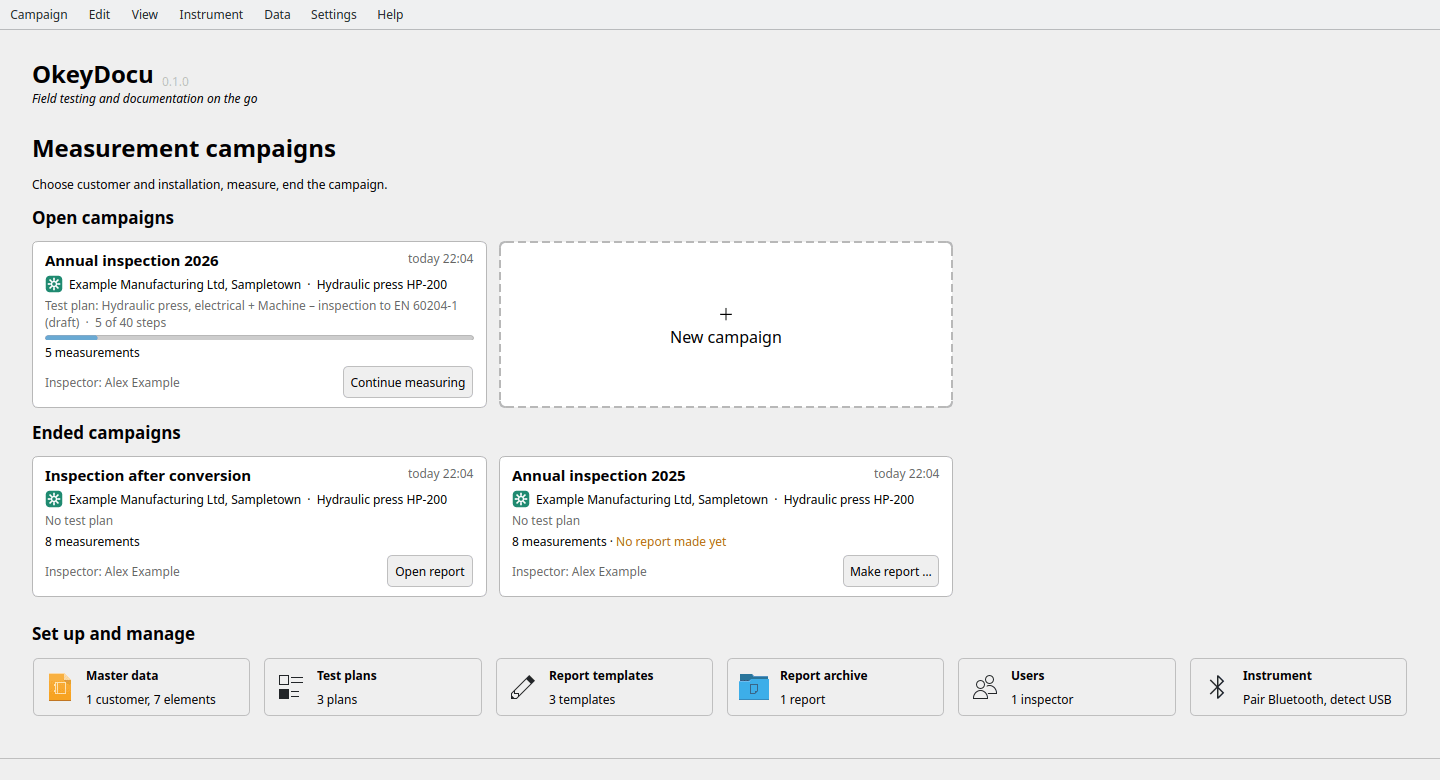 Campaign Edit View Instrument Data Settings Help
OkeyDocu 0.1.0
Field testing and documentation on the go
Measurement campaigns
Choose customer and installation, measure, end the campaign.
Open campaigns
Annual inspection 2026 today 22:04
Example Manufacturing Ltd, Sampletown · Hydraulic press HP-200
Test plan: Hydraulic press, electrical + Machine – inspection to EN 60204-1
(draft) · 5 of 40 steps
5 measurements
Inspector: Alex Example Continue measuring
+
New campaign
Ended campaigns
Inspection after conversion today 22:04
Example Manufacturing Ltd, Sampletown · Hydraulic press HP-200
No test plan
8 measurements
Inspector: Alex Example Open report
Annual inspection 2025 today 22:04
Example Manufacturing Ltd, Sampletown · Hydraulic press HP-200
No test plan
8 measurements · No report made yet
Inspector: Alex Example Make report ...
Set up and manage
Master data
1 customer, 7 elements
Test plans
3 plans
Report templates
3 templates
Report archive
1 report
Users
1 inspector
Instrument
Pair Bluetooth, detect USB